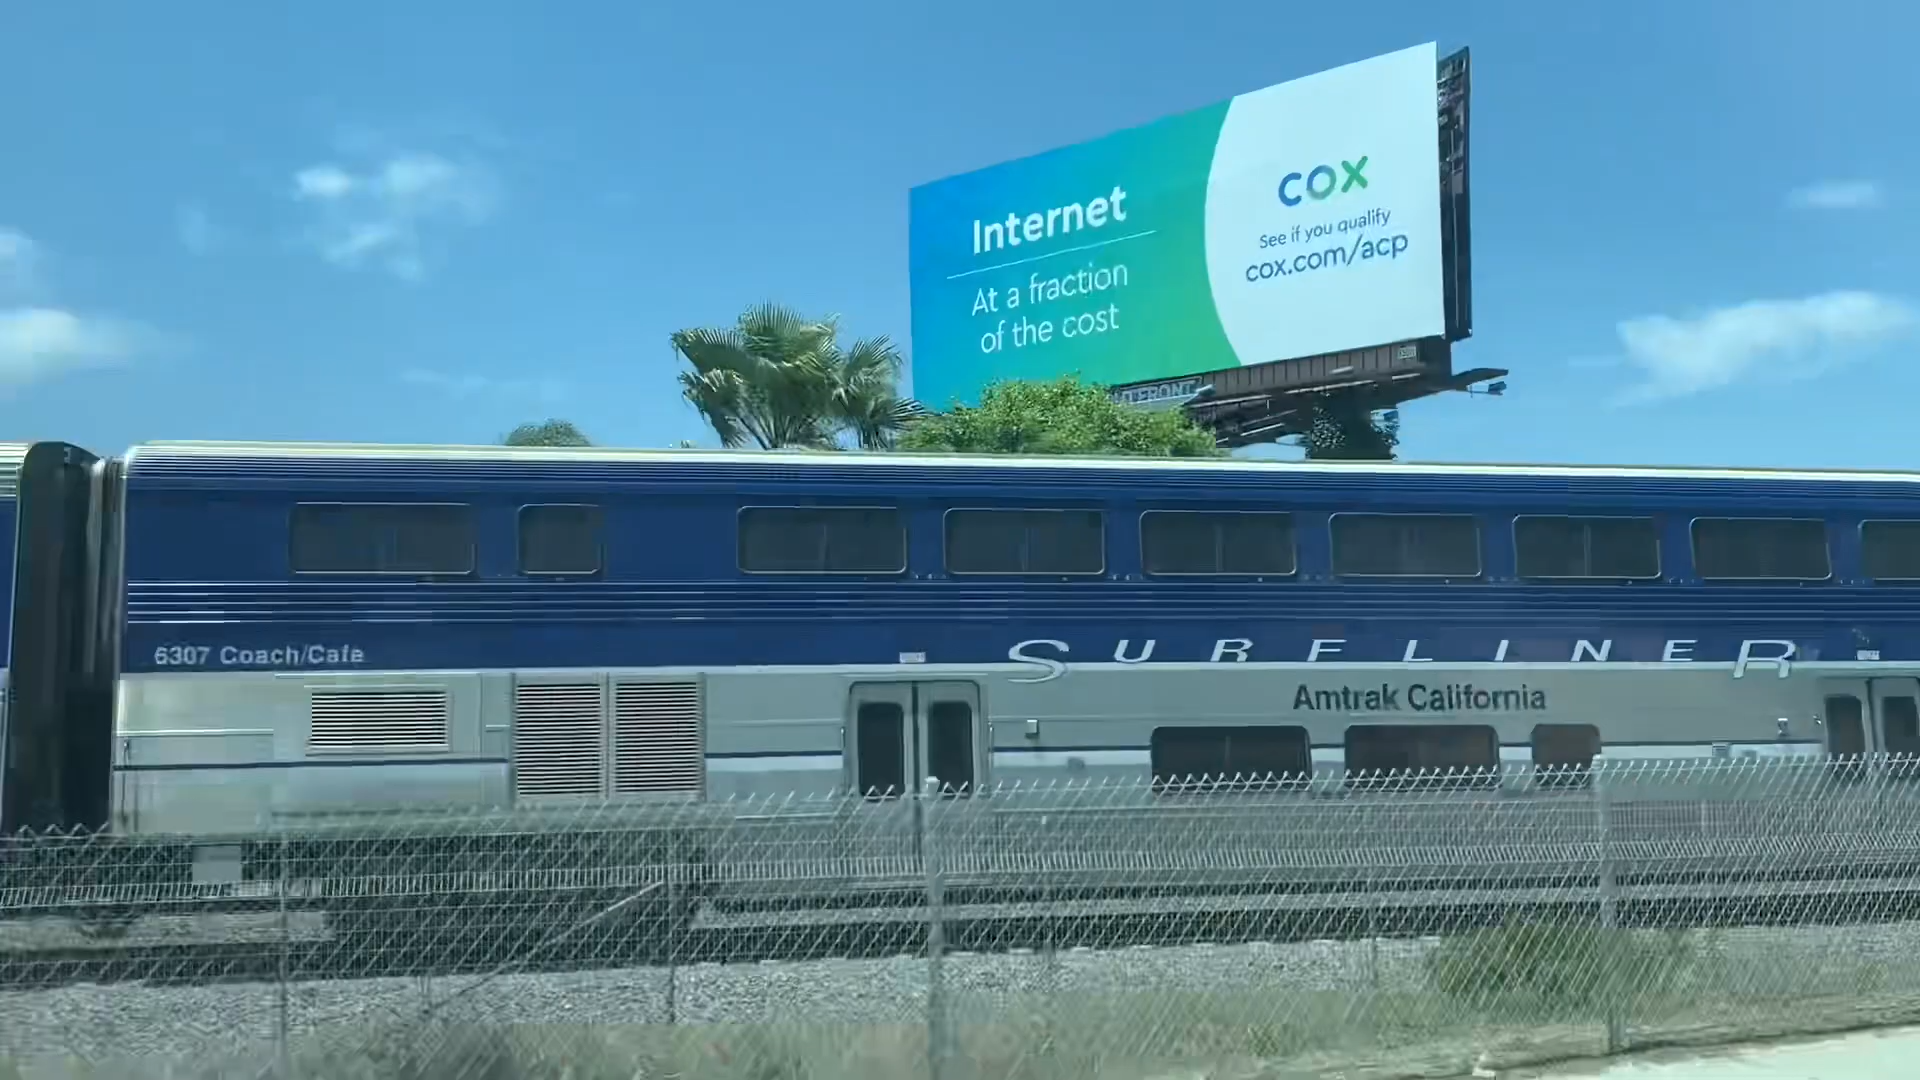 Internet
At a fraction
of the cost
cox
See if you qualify
cox.com/acp
6307 Coach/Cafe
SURFLINER
Amtrak California